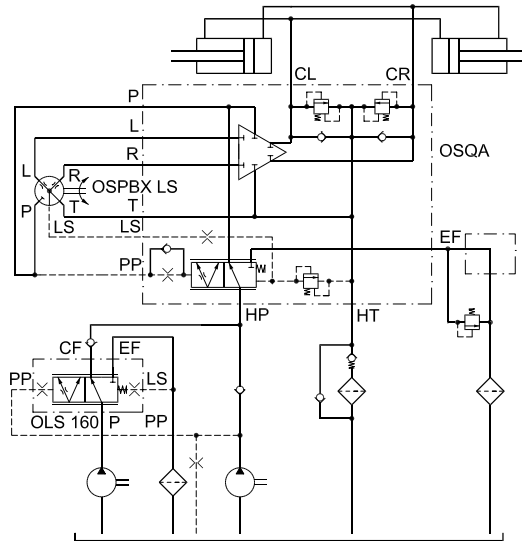 CL CR
P
L
OSQA
R
L R OSPBX LS
P T T
LS LS
EF
PP
HP HT
CF EF
PP LS
OLS 160 P PP